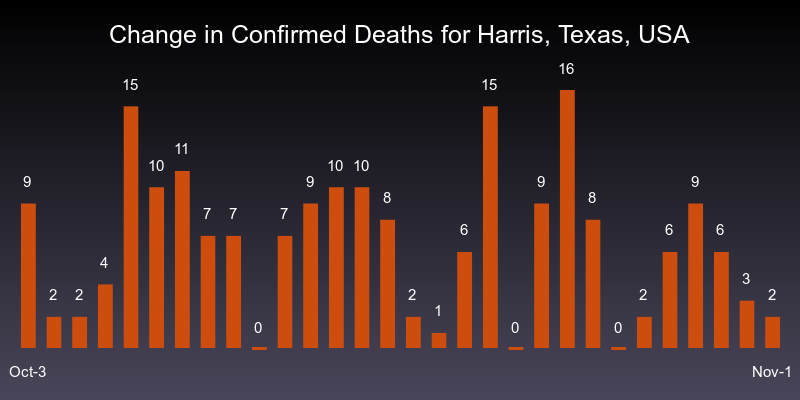 Change in Confirmed Deaths for Harris, Texas, USA
9 2 2 4 15 10 11 7 7 0 7 9 10 10 8 2 1 6 15 0 9 16 8 0 2 6 9 6 3 2
Oct-3 Nov-1